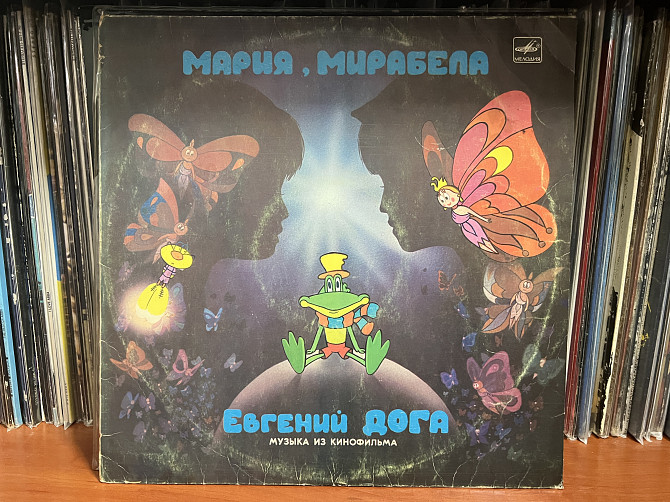 МАРИЯ, МИРАБЕЛА
МЕЛОДИЯ
ЕВГЕНИЙ ДОГА
МУЗЫКА ИЗ КИНОФИЛЬМА